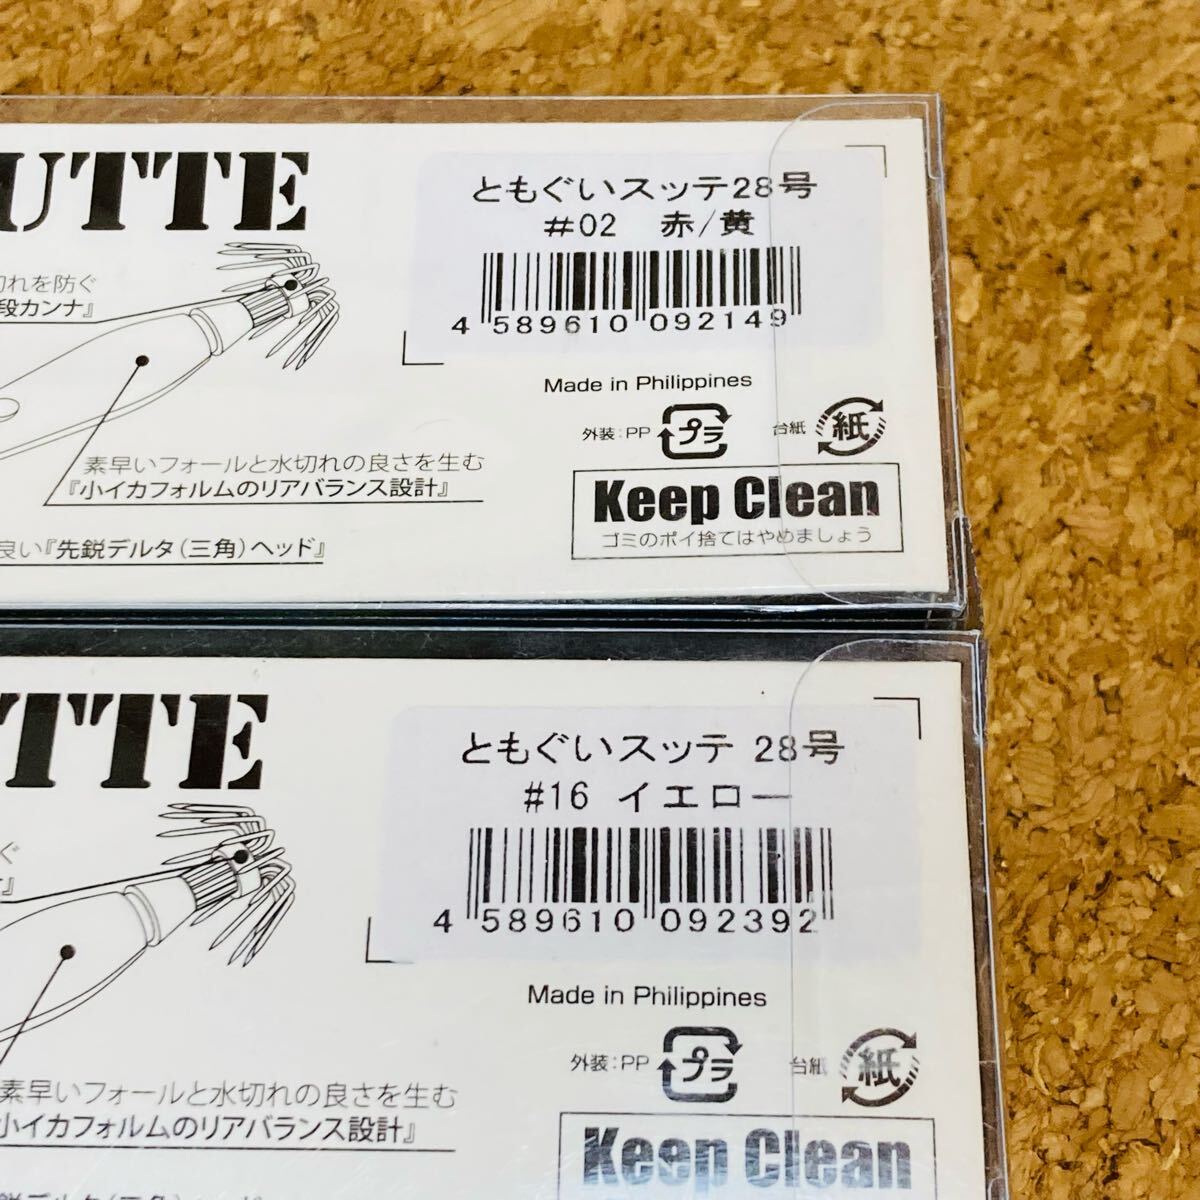 UTTE
ともぐいスッテ28号
#02 赤/黄
4 589610 092149
切れを防ぐ
段カンナ』
Made in Philippines
外装:PP プラ 台紙 紙
素早いフォールと水切れの良さを生む
『小イカフォルムのリアバランス設計』
Keep Clean
ゴミのポイ捨てはやめましょう
良い『先鋭デルタ(三角)ヘッド』
TTE
ともぐいスッテ 28号
#16 イエロー
4 589610 092392
ぐ
』
Made in Philippines
外装:PP プラ 台紙 紙
素早いフォールと水切れの良さを生む
小イカフォルムのリアバランス設計』
Keep Clean